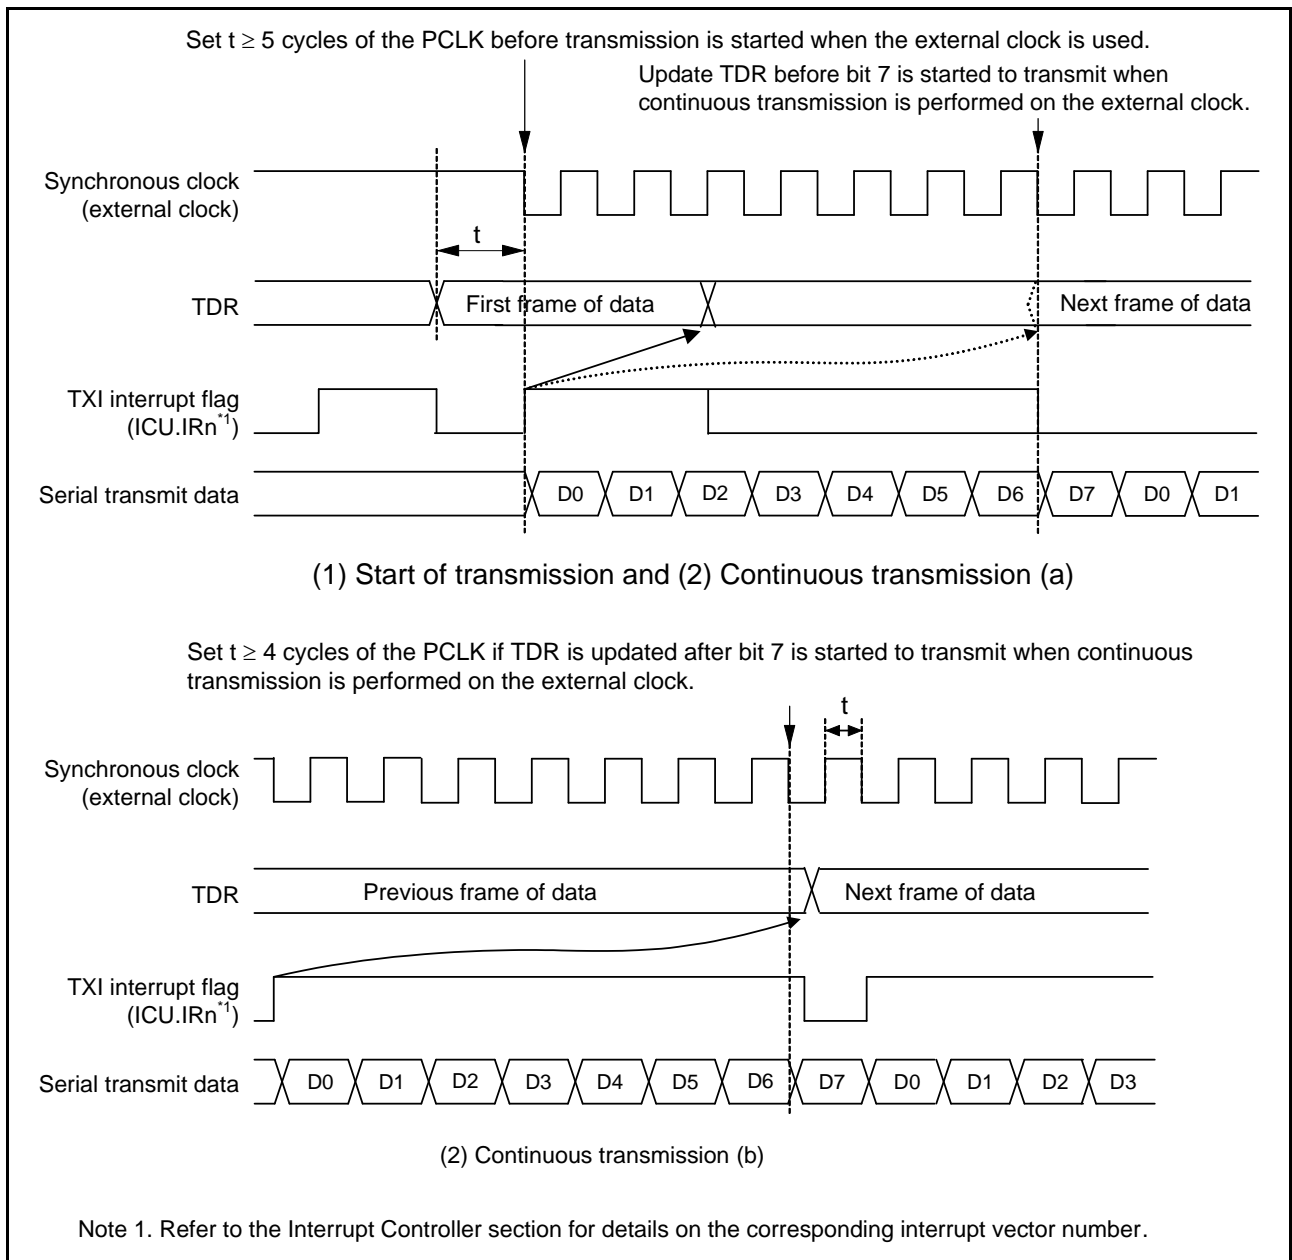 Set t ≥ 5 cycles of the PCLK before transmission is started when the external clock is used.
Update TDR before bit 7 is started to transmit when
continuous transmission is performed on the external clock.
Synchronous clock
(external clock)
t
TDR
First frame of data
Next frame of data
TXI interrupt flag
(ICU.IRn*1)
Serial transmit data
D0 D1 D2 D3 D4 D5 D6 D7 D0 D1
(1) Start of transmission and (2) Continuous transmission (a)
Set t ≥ 4 cycles of the PCLK if TDR is updated after bit 7 is started to transmit when continuous
transmission is performed on the external clock.
t
Synchronous clock
(external clock)
TDR
Previous frame of data
Next frame of data
TXI interrupt flag
(ICU.IRn*1)
Serial transmit data
D0 D1 D2 D3 D4 D5 D6 D7 D0 D1 D2 D3
(2) Continuous transmission (b)
Note 1. Refer to the Interrupt Controller section for details on the corresponding interrupt vector number.